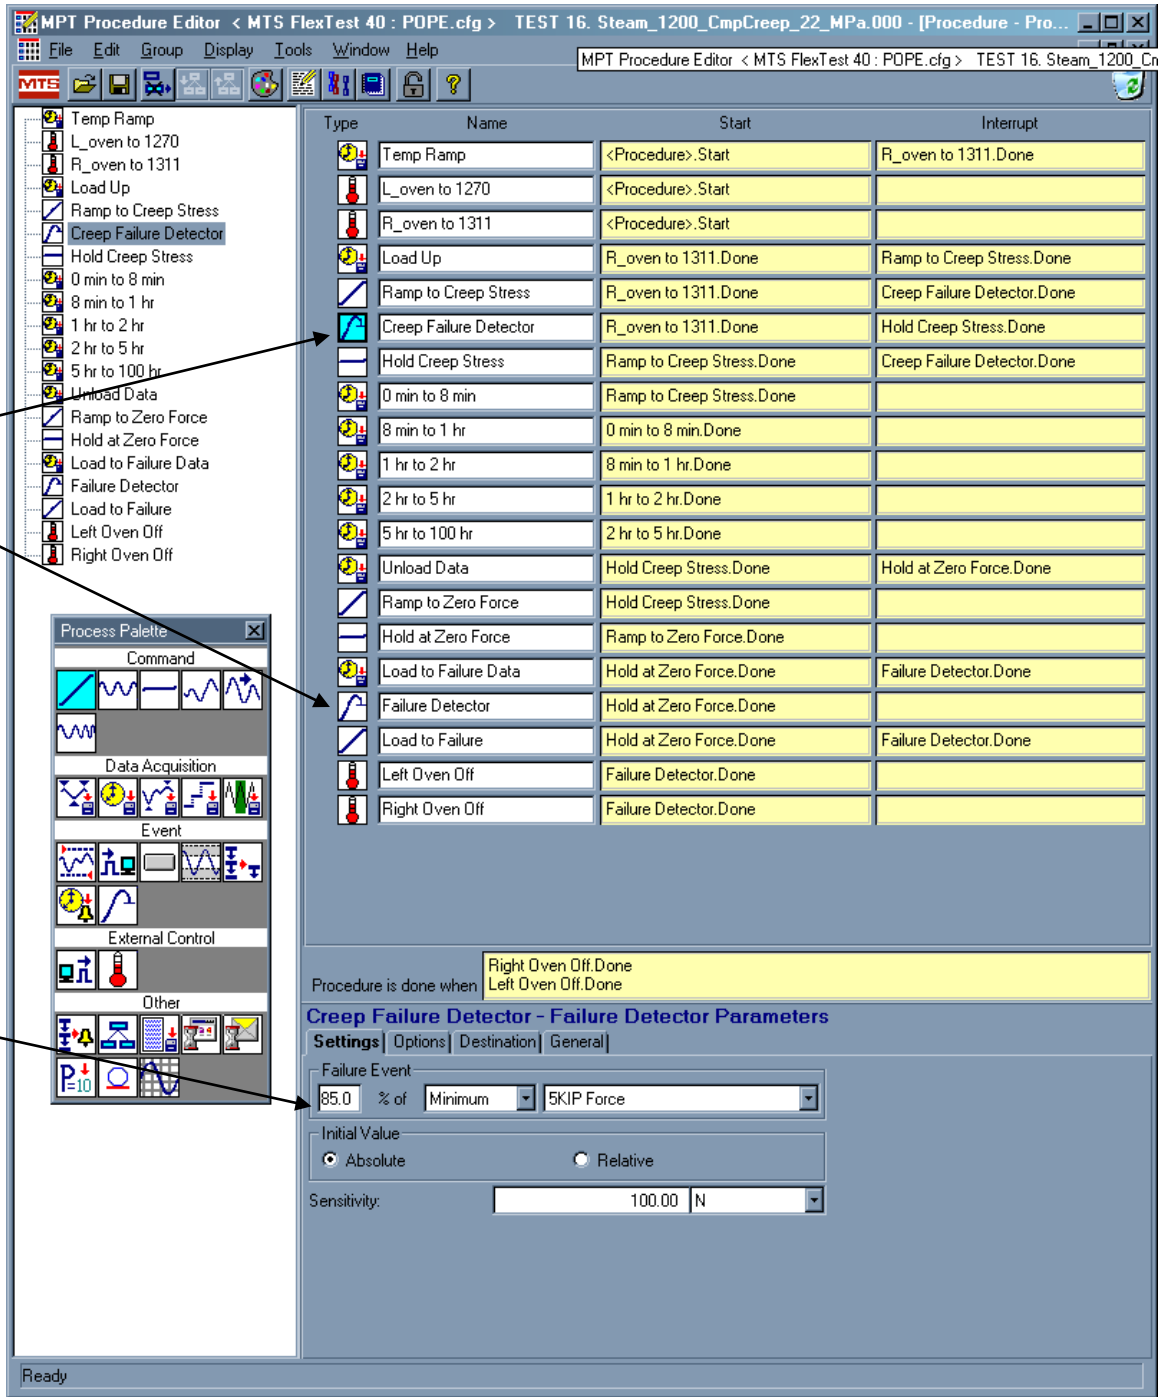 MPT Procedure Editor < MTS FlexTest 40 : POPE.cfg > TEST 16. Steam_1200_CmpCreep_22_MPa.000 - [Procedure - Pro...
File Edit Group Display Tools Window Help
MPT Procedure Editor < MTS FlexTest 40 : POPE.cfg > TEST 16. Steam_1200_Cm
MTS
Temp Ramp
L_oven to 1270
R_oven to 1311
Load Up
Ramp to Creep Stress
Creep Failure Detector
Hold Creep Stress
0 min to 8 min
8 min to 1 hr
1 hr to 2 hr
2 hr to 5 hr
5 hr to 100 hr
Unload Data
Ramp to Zero Force
Hold at Zero Force
Load to Failure Data
Failure Detector
Load to Failure
Left Oven Off
Right Oven Off
Process Palette
Command
Data Acquisition
Event
External Control
Other
P=10
Type Name Start Interrupt
Temp Ramp <Procedure>.Start R_oven to 1311.Done
L_oven to 1270 <Procedure>.Start
R_oven to 1311 <Procedure>.Start
Load Up R_oven to 1311.Done Ramp to Creep Stress.Done
Ramp to Creep Stress R_oven to 1311.Done Creep Failure Detector.Done
Creep Failure Detector R_oven to 1311.Done Hold Creep Stress.Done
Hold Creep Stress Ramp to Creep Stress.Done Creep Failure Detector.Done
0 min to 8 min Ramp to Creep Stress.Done
8 min to 1 hr 0 min to 8 min.Done
1 hr to 2 hr 8 min to 1 hr.Done
2 hr to 5 hr 1 hr to 2 hr.Done
5 hr to 100 hr 2 hr to 5 hr.Done
Unload Data Hold Creep Stress.Done Hold at Zero Force.Done
Ramp to Zero Force Hold Creep Stress.Done
Hold at Zero Force Ramp to Zero Force.Done
Load to Failure Data Hold at Zero Force.Done Failure Detector.Done
Failure Detector Hold at Zero Force.Done
Load to Failure Hold at Zero Force.Done Failure Detector.Done
Left Oven Off Failure Detector.Done
Right Oven Off Failure Detector.Done
Procedure is done when Right Oven Off.Done
Left Oven Off.Done
Creep Failure Detector - Failure Detector Parameters
Settings Options Destination General
Failure Event
85.0 % of Minimum 5KIP Force
Initial Value
Absolute Relative
Sensitivity: 100.00 N
Ready